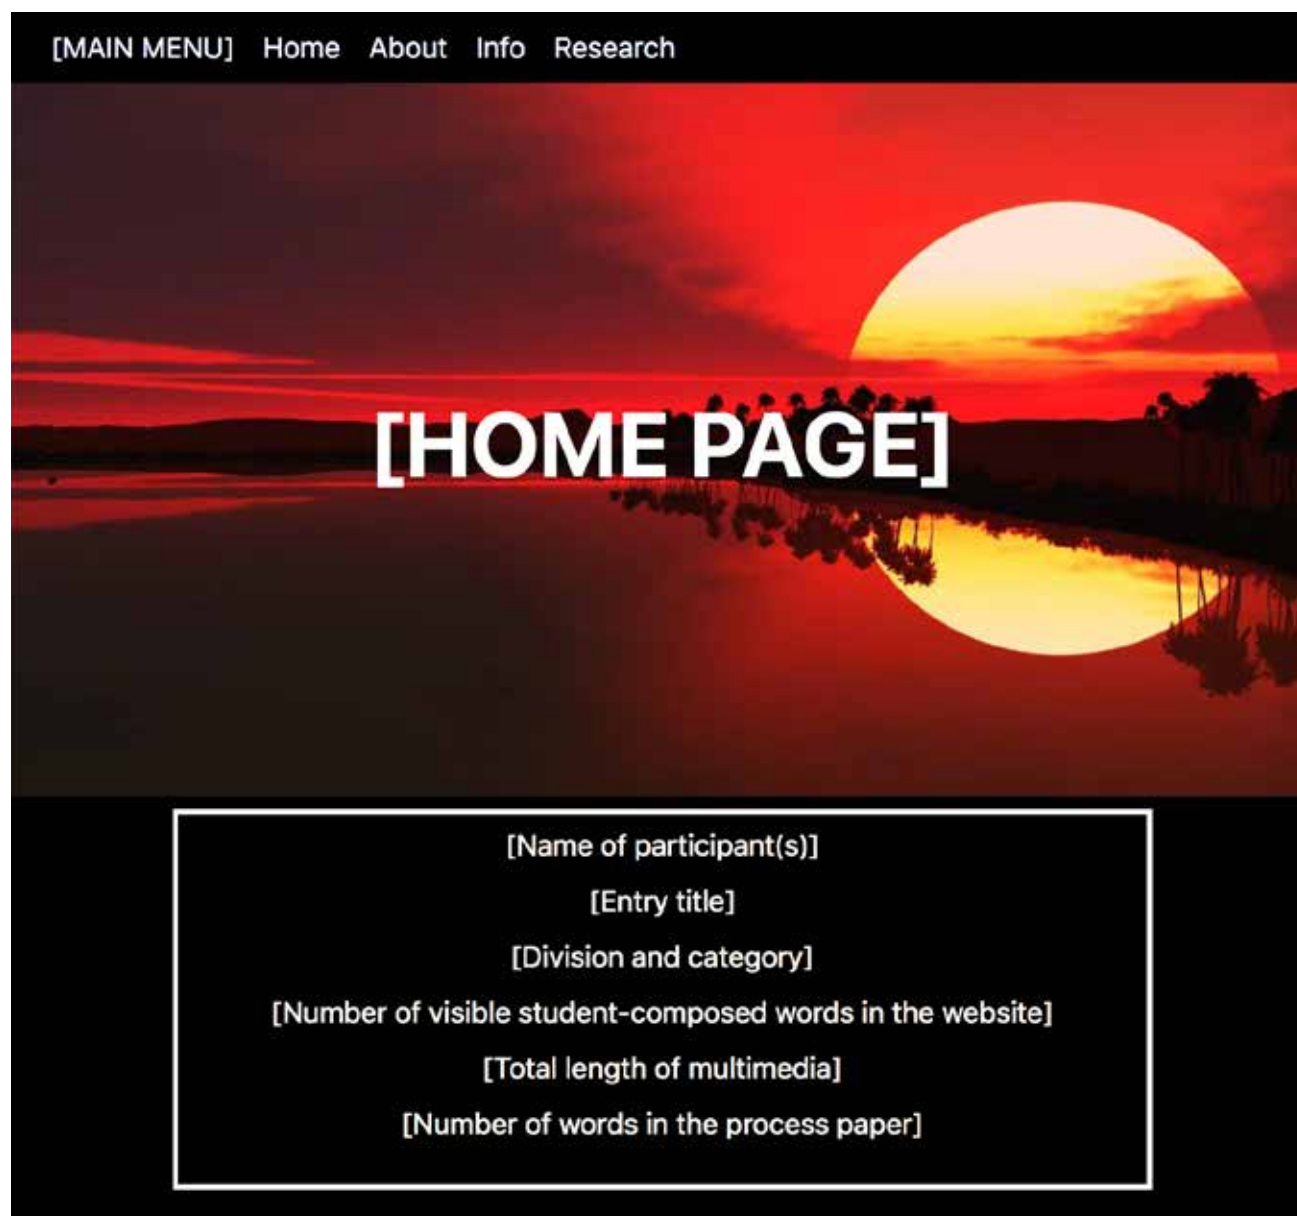 [MAIN MENU] Home About Info Research
[HOME PAGE]
[Name of participant(s)]
[Entry title]
[Division and category]
[Number of visible student-composed words in the website]
[Total length of multimedia]
[Number of words in the process paper]